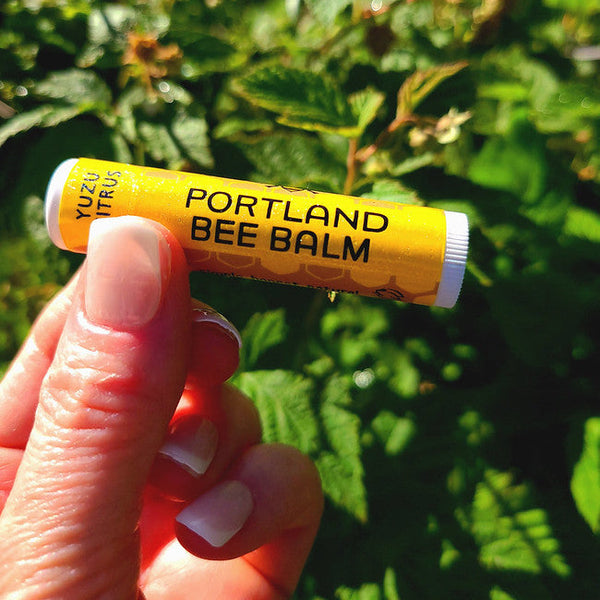 YUZU
CITRUS
PORTLAND
BEE BALM